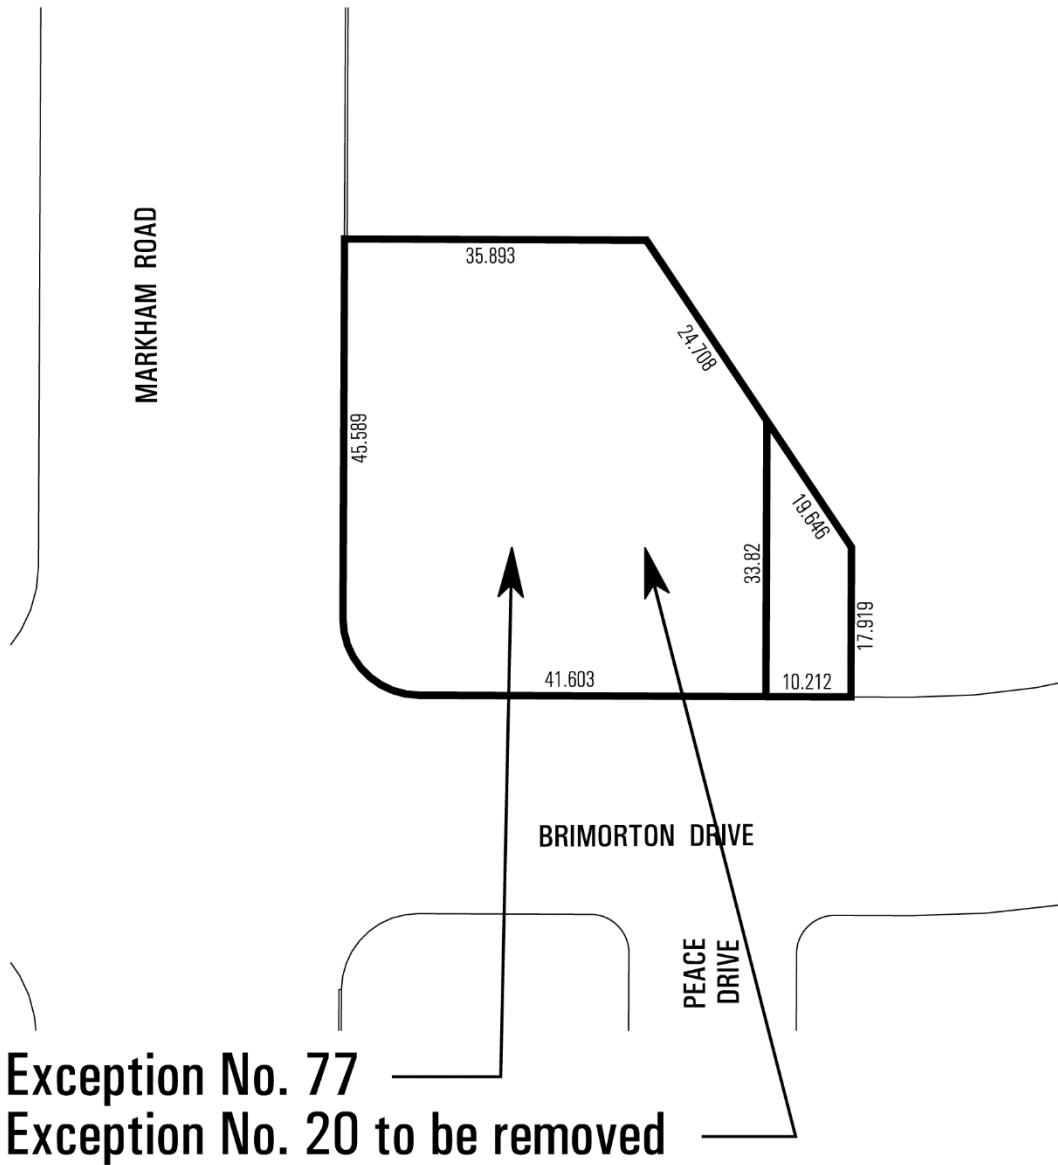 MARKHAM ROAD
35.893
24.708
45.589
19.646
33.82
17.919
41.603
10.212
BRIMORTON DRIVE
PEACE
DRIVE
Exception No. 77
Exception No. 20 to be removed